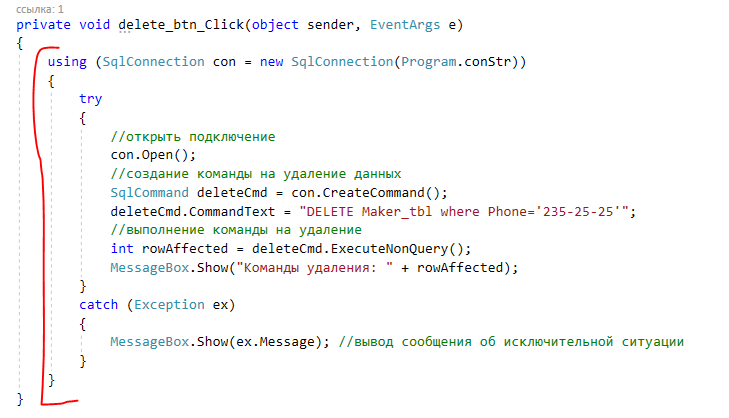 ссылка: 1
private void delete_btn_Click(object sender, EventArgs e)
{
using (SqlConnection con = new SqlConnection(Program.conStr))
{
try
{
//открыть подключение
con.Open();
//создание команды на удаление данных
SqlCommand deleteCmd = con.CreateCommand();
deleteCmd.CommandText = "DELETE Maker_tbl where Phone='235-25-25'";
//выполнение команды на удаление
int rowAffected = deleteCmd.ExecuteNonQuery();
MessageBox.Show("Команды удаления: " + rowAffected);
}
catch (Exception ex)
{
MessageBox.Show(ex.Message); //вывод сообщения об исключительной ситуации
}
}
}